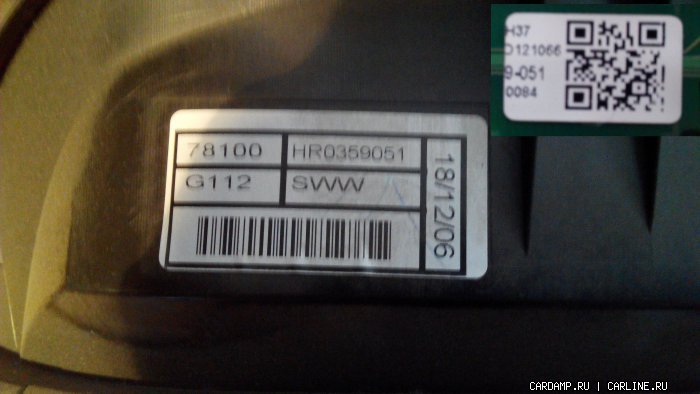 H37
D121066
9-051
0084
78100 HR0359051
G112 SWW
18/12/06
CARDAMP.RU | CARLINE.RU